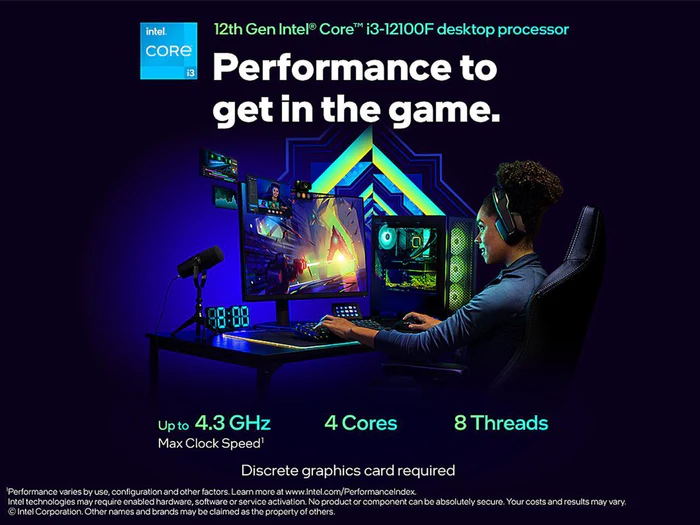 intel.
CORE
i3
12th Gen Intel® Core™ i3-12100F desktop processor
Performance to
get in the game.
88:88
Up to 4.3 GHz
Max Clock Speed¹
4 Cores
8 Threads
Discrete graphics card required
¹Performance varies by use, configuration and other factors. Learn more at www.Intel.com/PerformanceIndex.
Intel technologies may require enabled hardware, software or service activation. No product or component can be absolutely secure. Your costs and results may vary.
© Intel Corporation. Other names and brands may be claimed as the property of others.